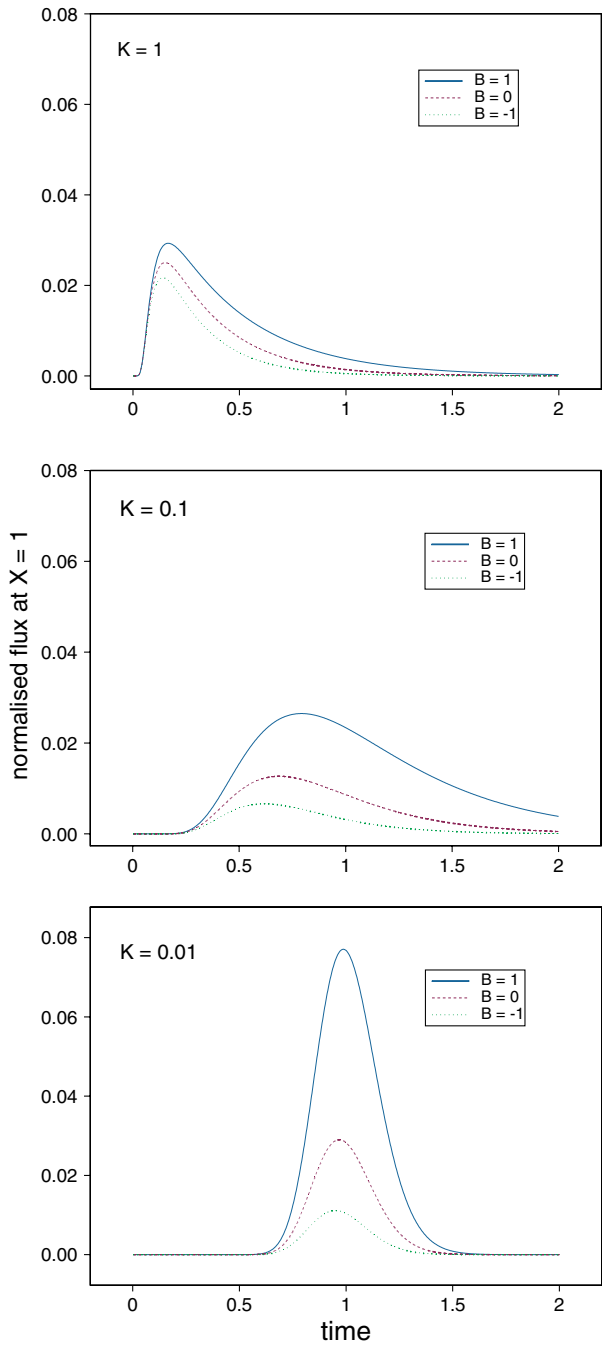 0.08
K = 1
B = 1
B = 0
B = -1
0.06
0.04
0.02
0.00
0 0.5 1 1.5 2
normalised flux at X = 1
0.08
K = 0.1
B = 1
B = 0
B = -1
0.06
0.04
0.02
0.00
0 0.5 1 1.5 2
0.08
K = 0.01
B = 1
B = 0
B = -1
0.06
0.04
0.02
0.00
0 0.5 1 1.5 2
time